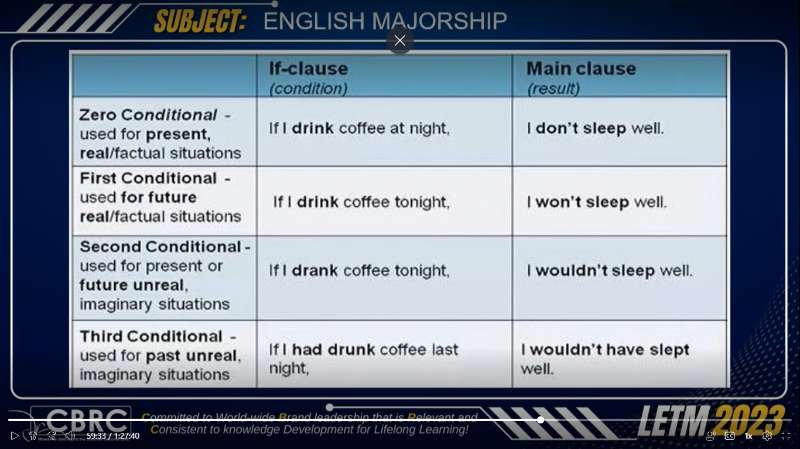 SUBJECT: ENGLISH MAJORSHIP
If-clause
(condition)
Main clause
(result)
Zero Conditional -
used for present,
real/factual situations
If I drink coffee at night,
I don't sleep well.
First Conditional -
used for future
real/factual situations
If I drink coffee tonight,
I won't sleep well.
Second Conditional -
used for present or
future unreal,
imaginary situations
If I drank coffee tonight,
I wouldn't sleep well.
Third Conditional -
used for past unreal,
imaginary situations
If I had drunk coffee last
night,
I wouldn't have slept
well.
CBRC
Committed to World-wide Brand leadership that is Relevant and
Consistent to knowledge Development for Lifelong Learning!
LETM 2023
59:33 / 1:27:40
1x